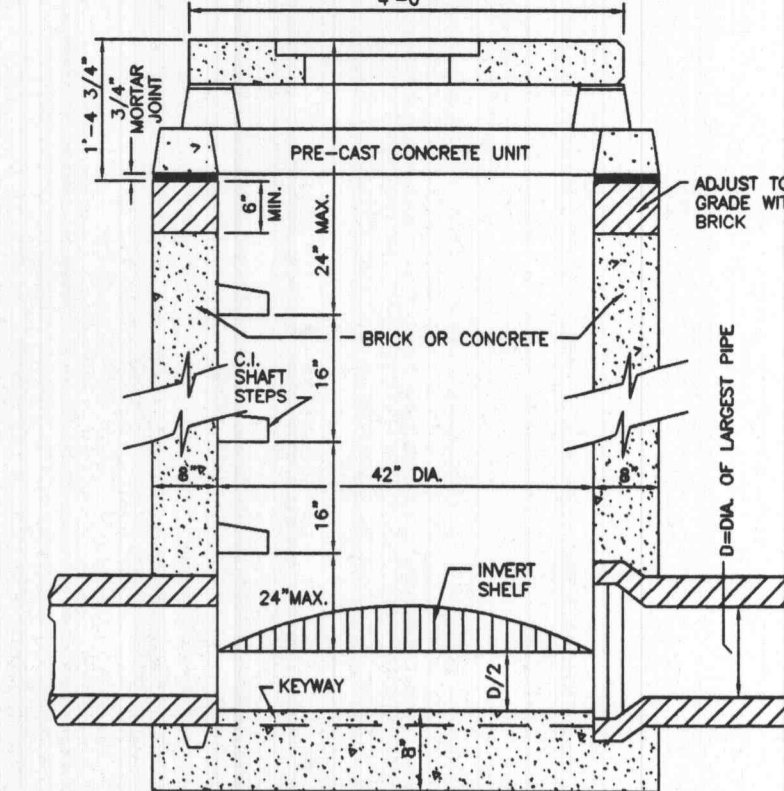 4'-0"
1'-4 3/4"
3/4"
MORTAR
JOINT
PRE-CAST CONCRETE UNIT
6"
MIN.
24" MAX.
ADJUST TO
GRADE WIT
BRICK
BRICK OR CONCRETE
C.I.
SHAFT
STEPS
16"
8"
42" DIA.
8"
16"
D=DIA. OF LARGEST PIPE
24"MAX.
INVERT
SHELF
KEYWAY
D/2
8"